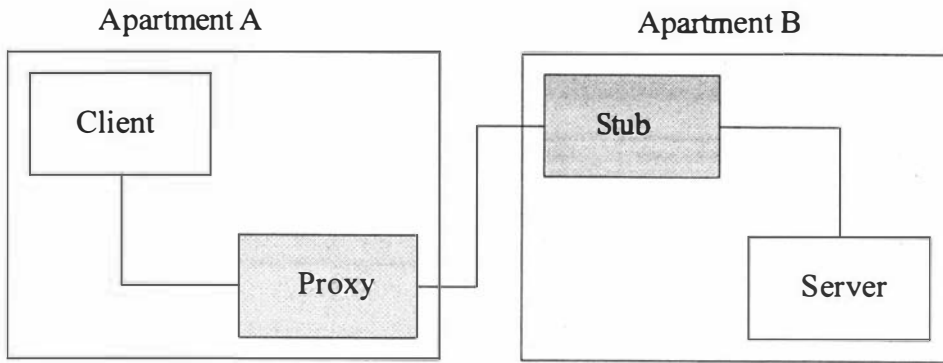 Apartment A
Apartment B
Client
Stub
Proxy
Server